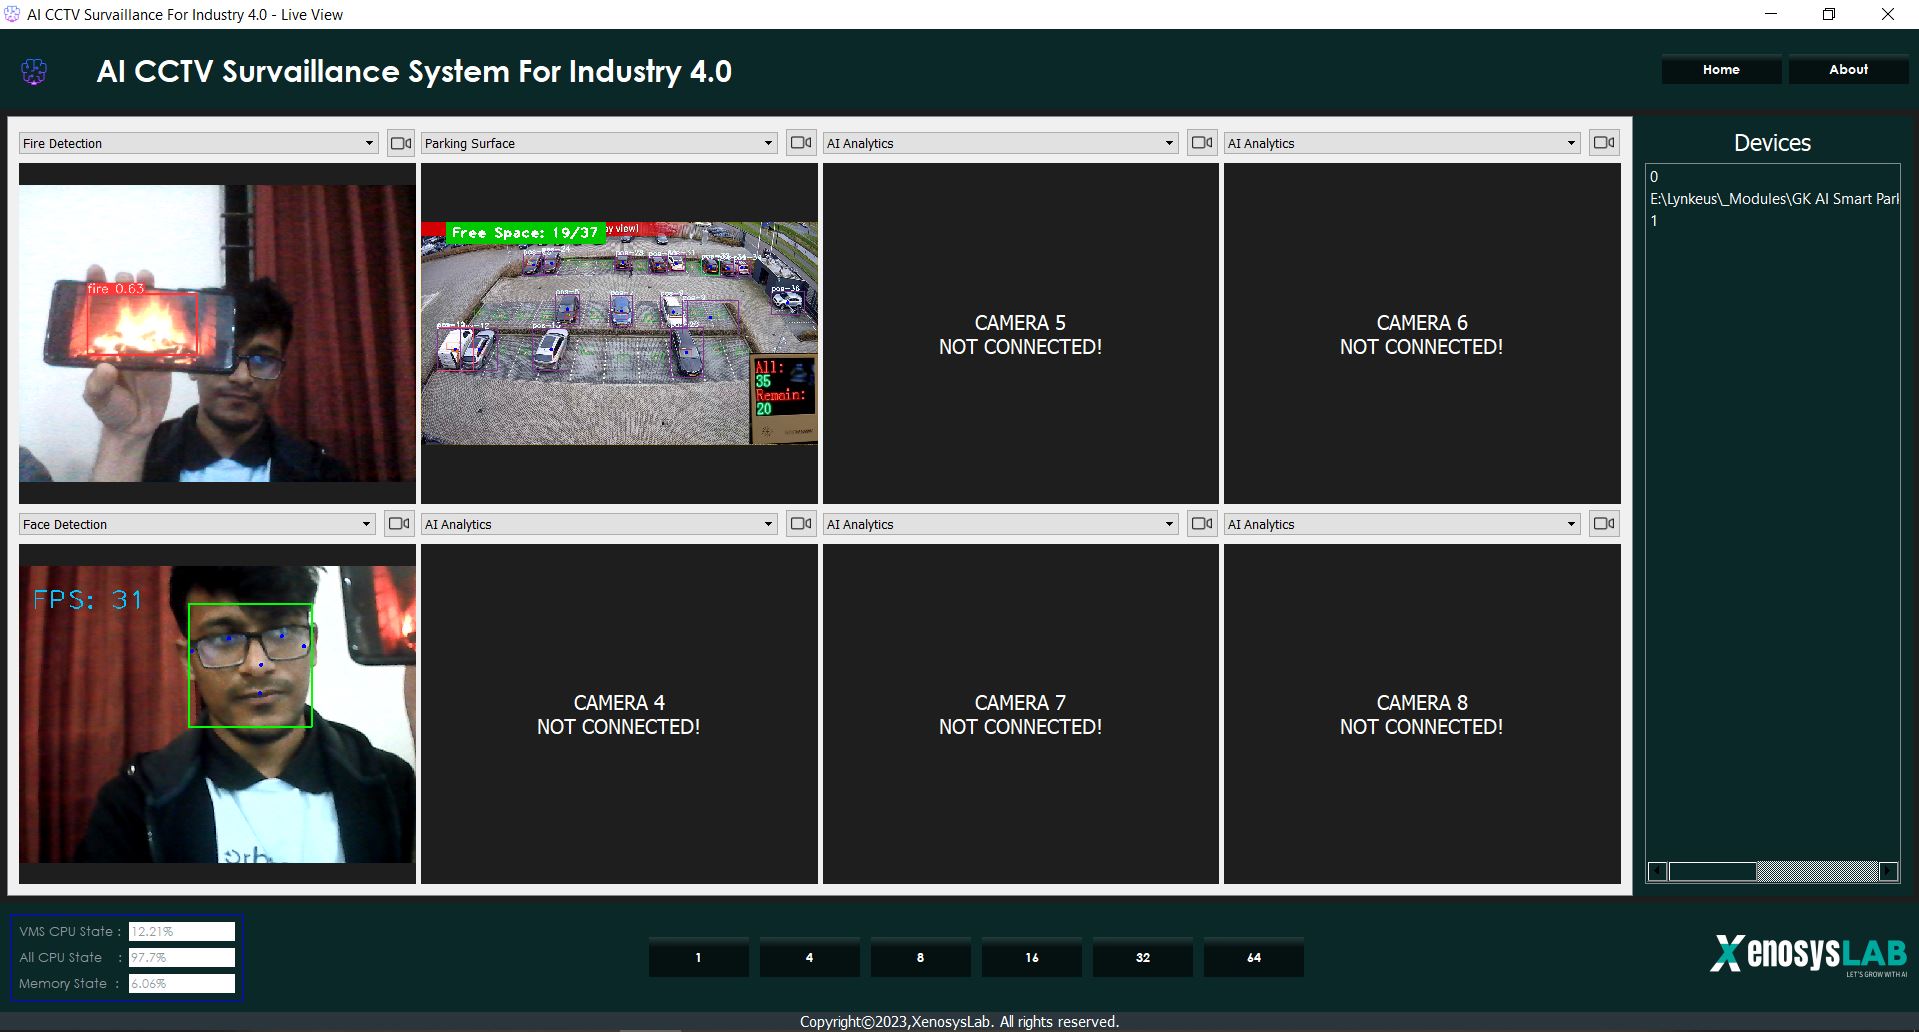 AI CCTV Survaillance For Industry 4.0 - Live View
AI CCTV Survaillance System For Industry 4.0
Home
About
Fire Detection
Parking Surface
AI Analytics
AI Analytics
Devices
0
E:\Lynkeus\_Modules\GK AI Smart Park
1
fire 0.63
Free Space: 19/37
ay view)
pos-36
All:
35
Remain:
20
CAMERA 5
NOT CONNECTED!
CAMERA 6
NOT CONNECTED!
Face Detection
AI Analytics
AI Analytics
AI Analytics
FPS: 31
CAMERA 4
NOT CONNECTED!
CAMERA 7
NOT CONNECTED!
CAMERA 8
NOT CONNECTED!
VMS CPU State : 12.21%
All CPU State : 97.7%
Memory State : 6.06%
1
4
8
16
32
64
XenosysLAB
LET'S GROW WITH AI
Copyright©2023,XenosysLab. All rights reserved.